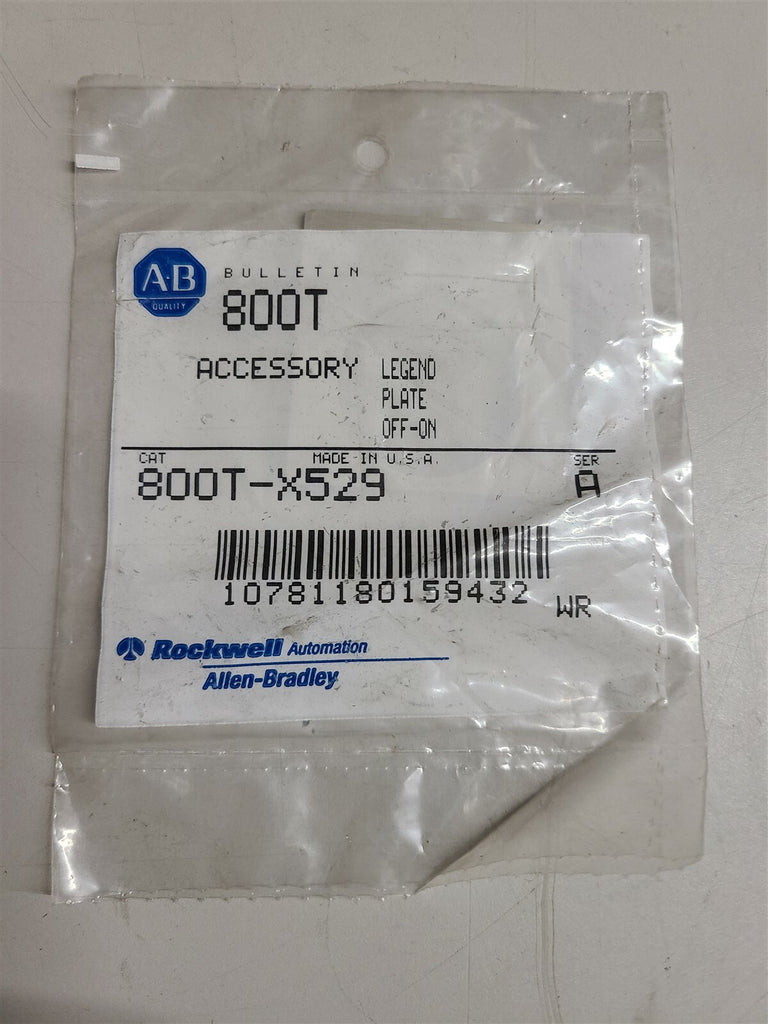 A·B
QUALITY
BULLETIN
800T
ACCESSORY LEGEND
PLATE
OFF-ON
CAT MADE IN U.S.A. SER
800T-X529 A
10781180159432
WR
Rockwell Automation
Allen-Bradley